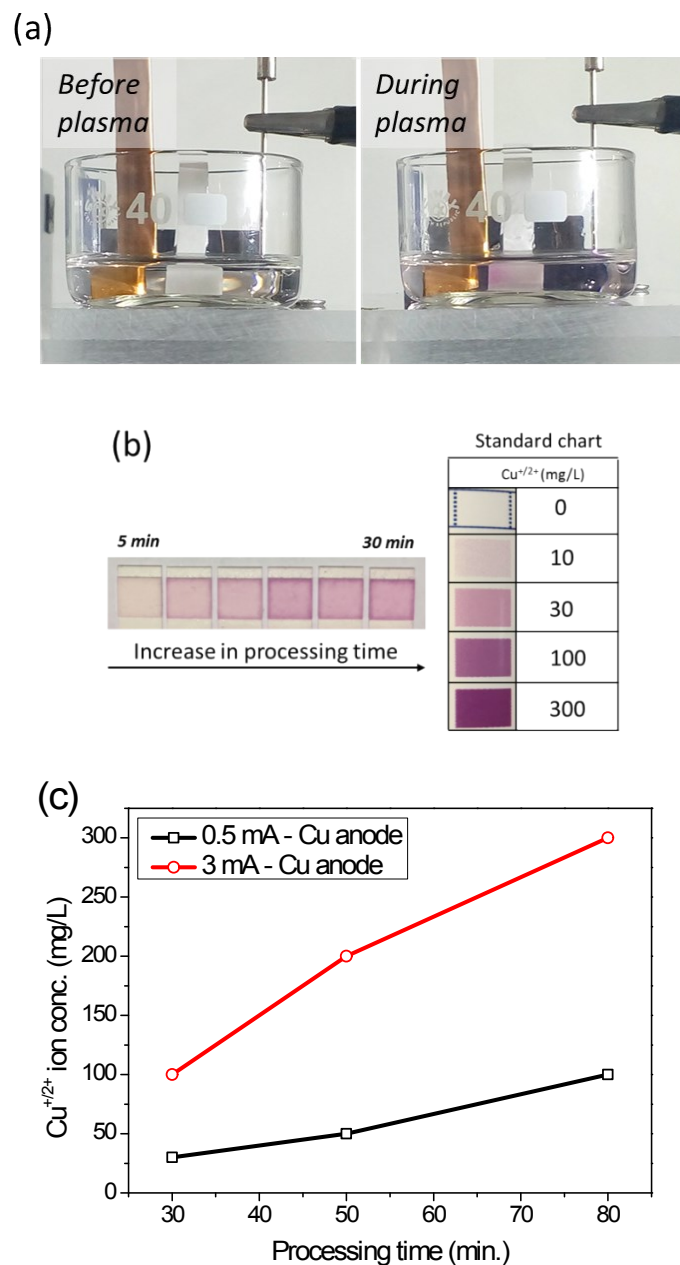 (a)
Before
plasma
During
plasma
40
40
(b)
Standard chart
Cu⁺/²⁺ (mg/L)
0
10
30
100
300
5 min
30 min
Increase in processing time
(c)
0.5 mA - Cu anode
3 mA - Cu anode
Cu⁺/²⁺ ion conc. (mg/L)
300
250
200
150
100
50
0
30
40
50
60
70
80
Processing time (min.)